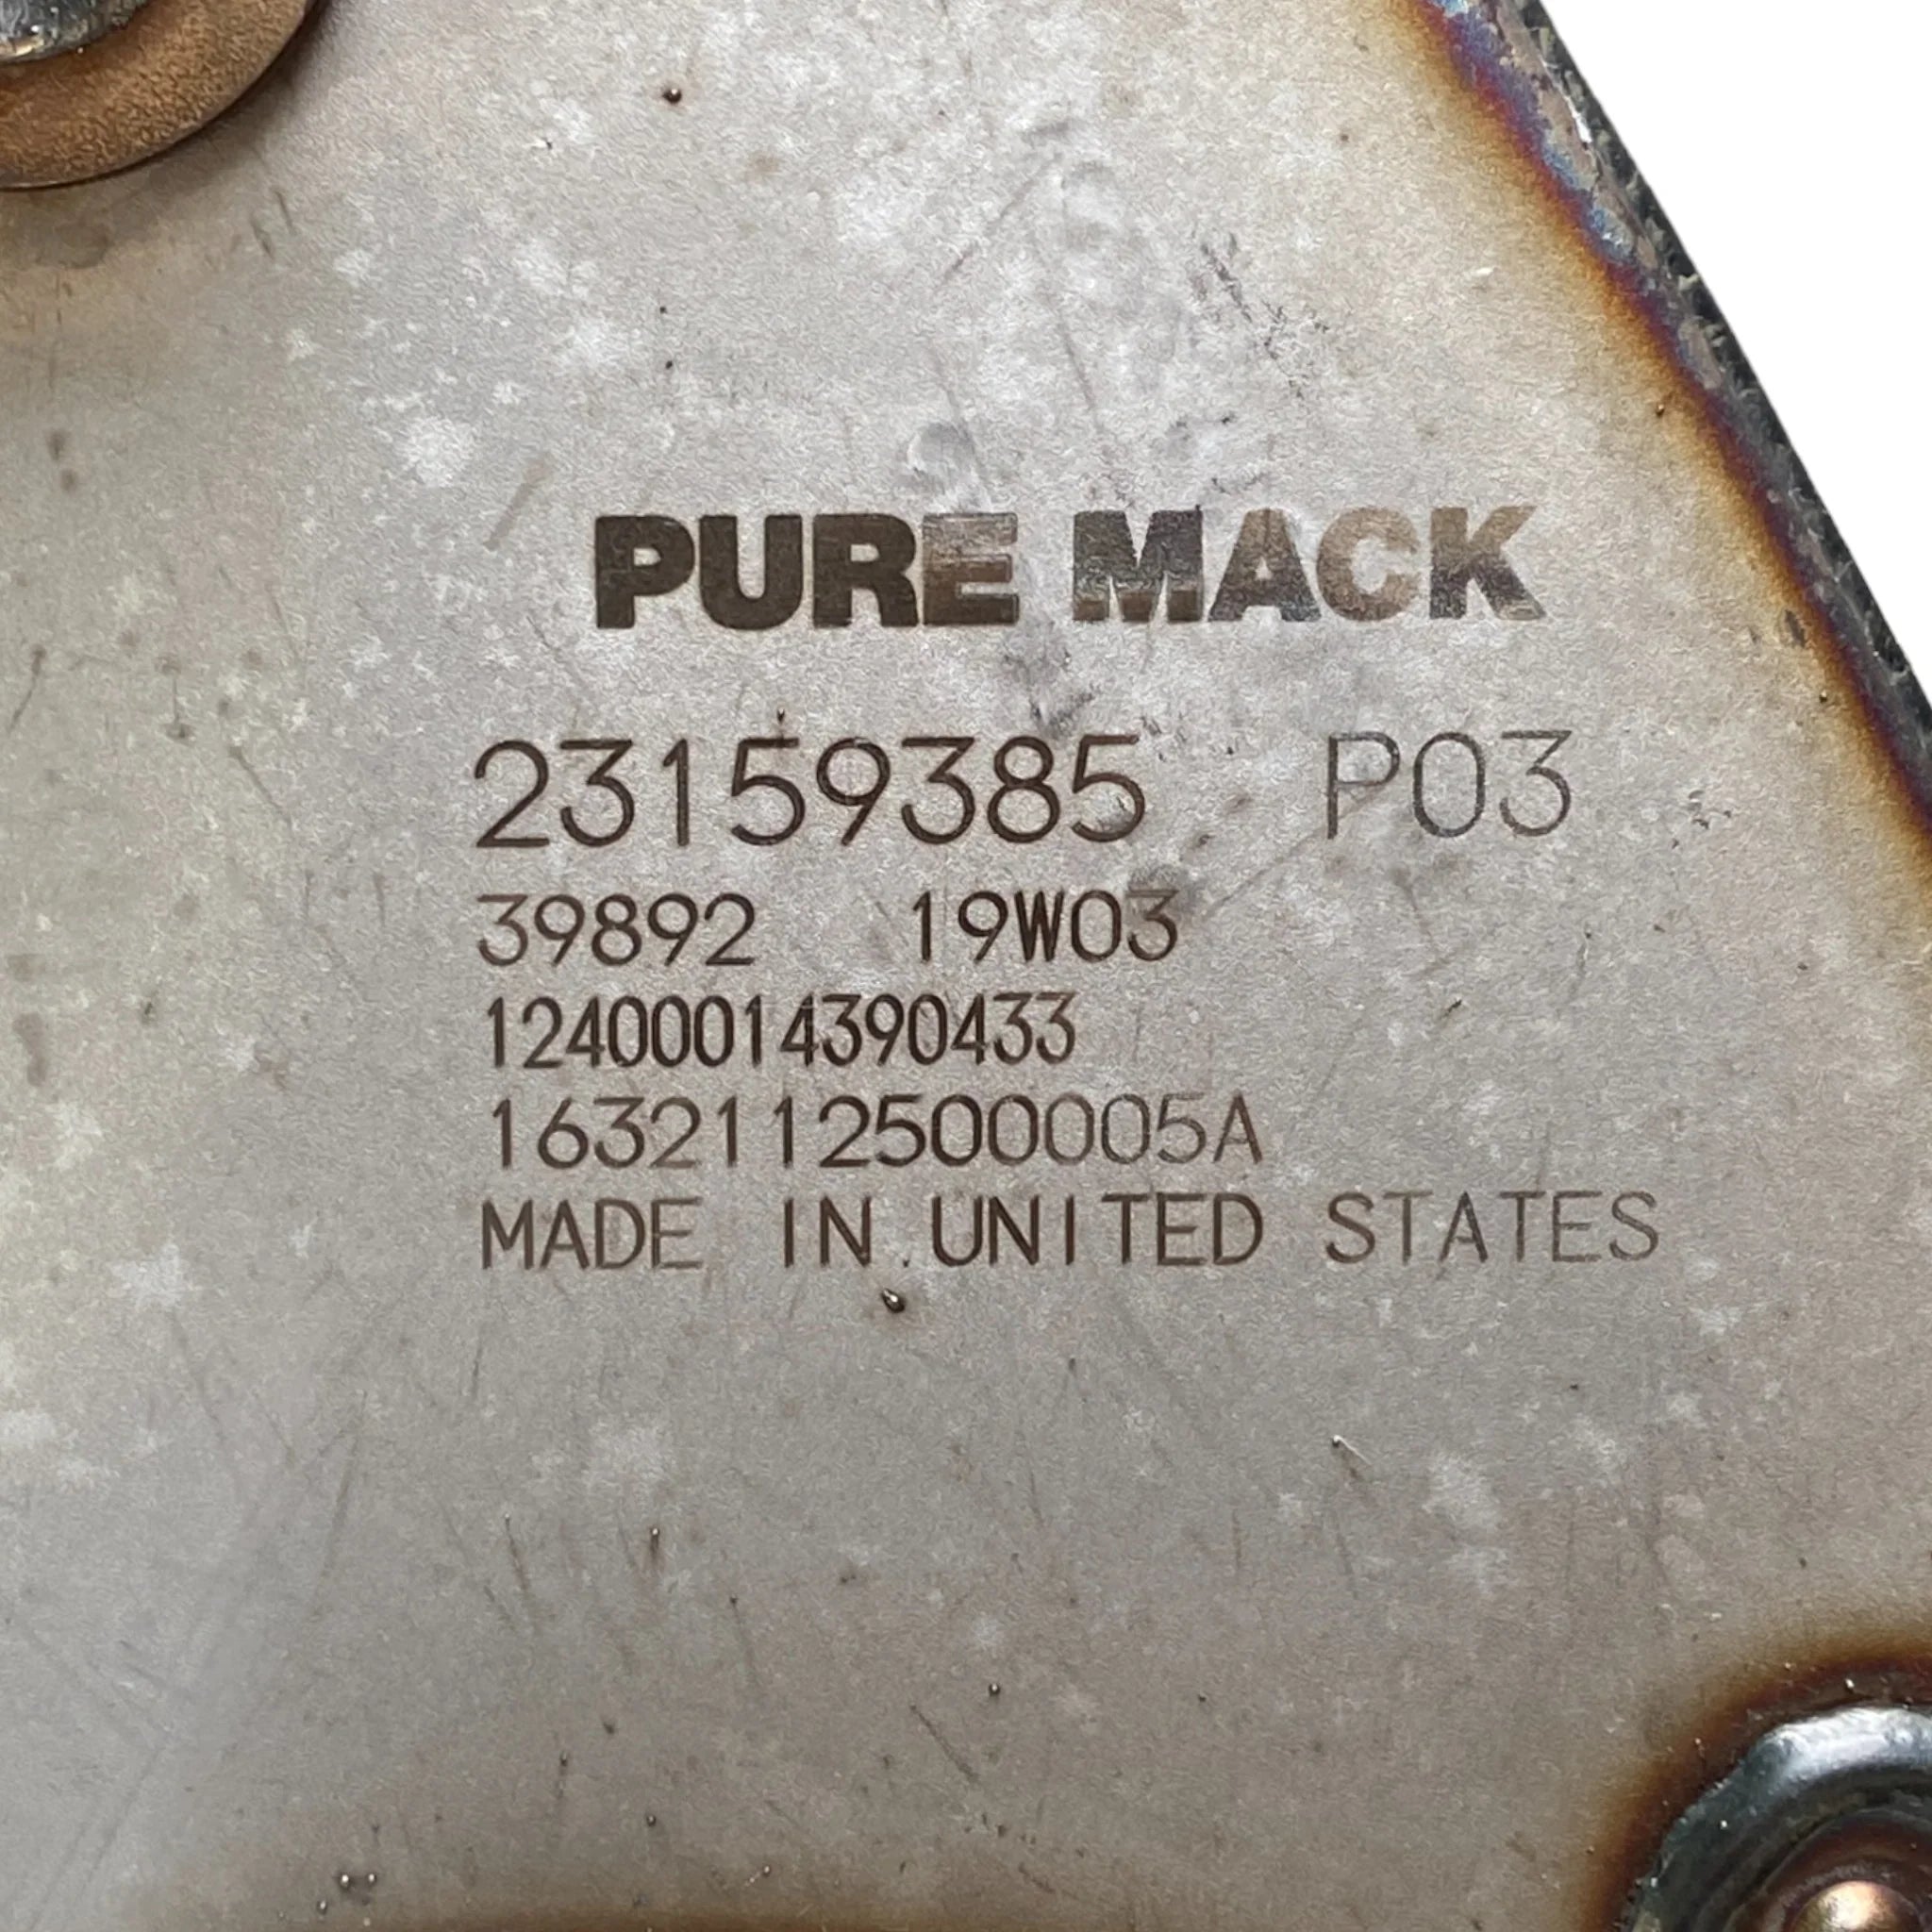 PURE MACK
23159385 P03
39892 19W03
12400014390433
1632112500005A
MADE IN UNITED STATES